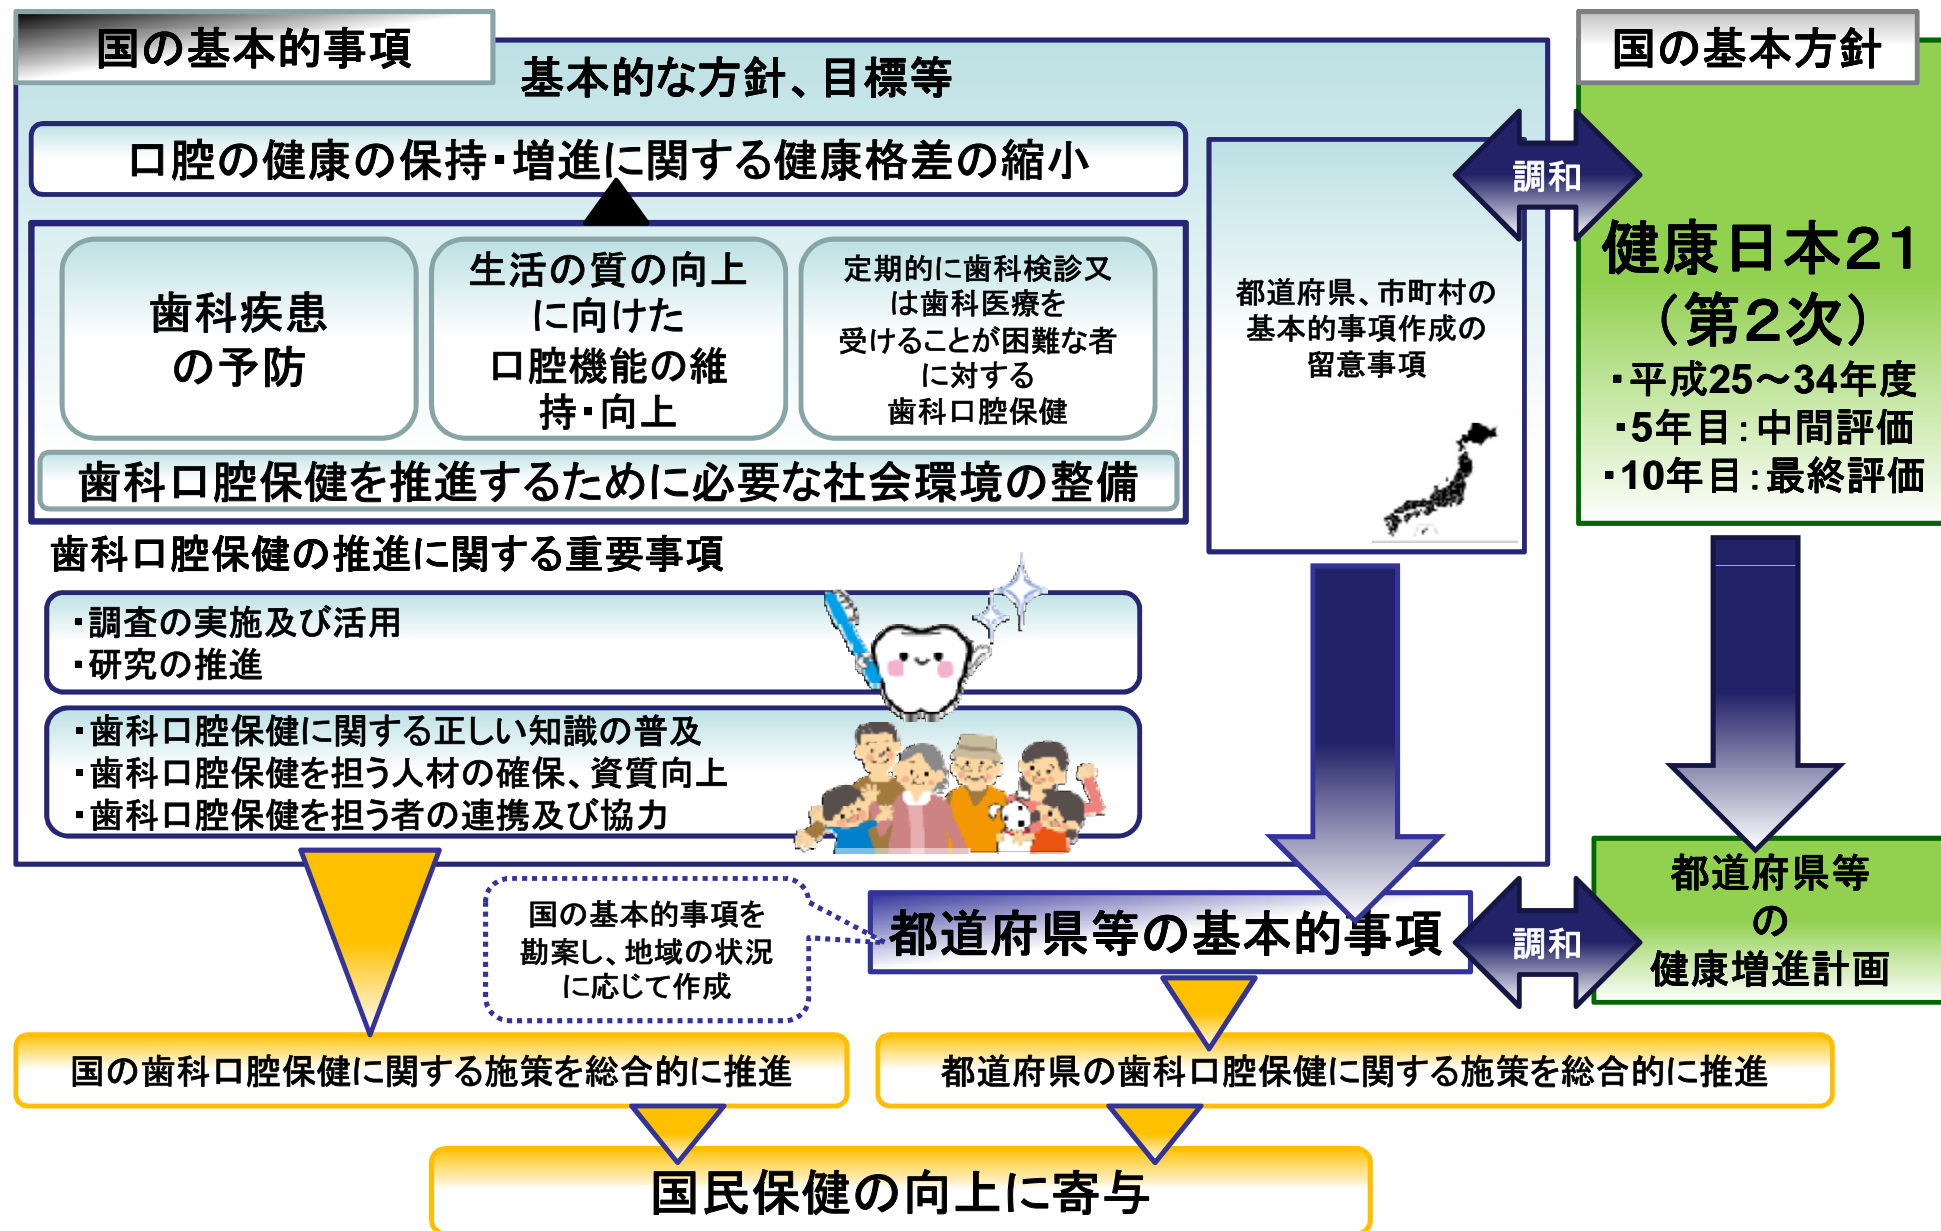 国の基本的事項
基本的な方針、目標等
口腔の健康の保持・増進に関する健康格差の縮小
歯科疾患
の予防
生活の質の向上
に向けた
口腔機能の維
持・向上
定期的に歯科検診又
は歯科医療を
受けることが困難な者
に対する
歯科口腔保健
歯科口腔保健を推進するために必要な社会環境の整備
都道府県、市町村の
基本的事項作成の
留意事項
歯科口腔保健の推進に関する重要事項
・調査の実施及び活用
・研究の推進
・歯科口腔保健に関する正しい知識の普及
・歯科口腔保健を担う人材の確保、資質向上
・歯科口腔保健を担う者の連携及び協力
国の基本方針
調和
健康日本21
（第２次）
・平成25～34年度
・5年目：中間評価
・10年目：最終評価
国の基本的事項を
勘案し、地域の状況
に応じて作成
都道府県等の基本的事項
調和
都道府県等
の
健康増進計画
国の歯科口腔保健に関する施策を総合的に推進
都道府県の歯科口腔保健に関する施策を総合的に推進
国民保健の向上に寄与